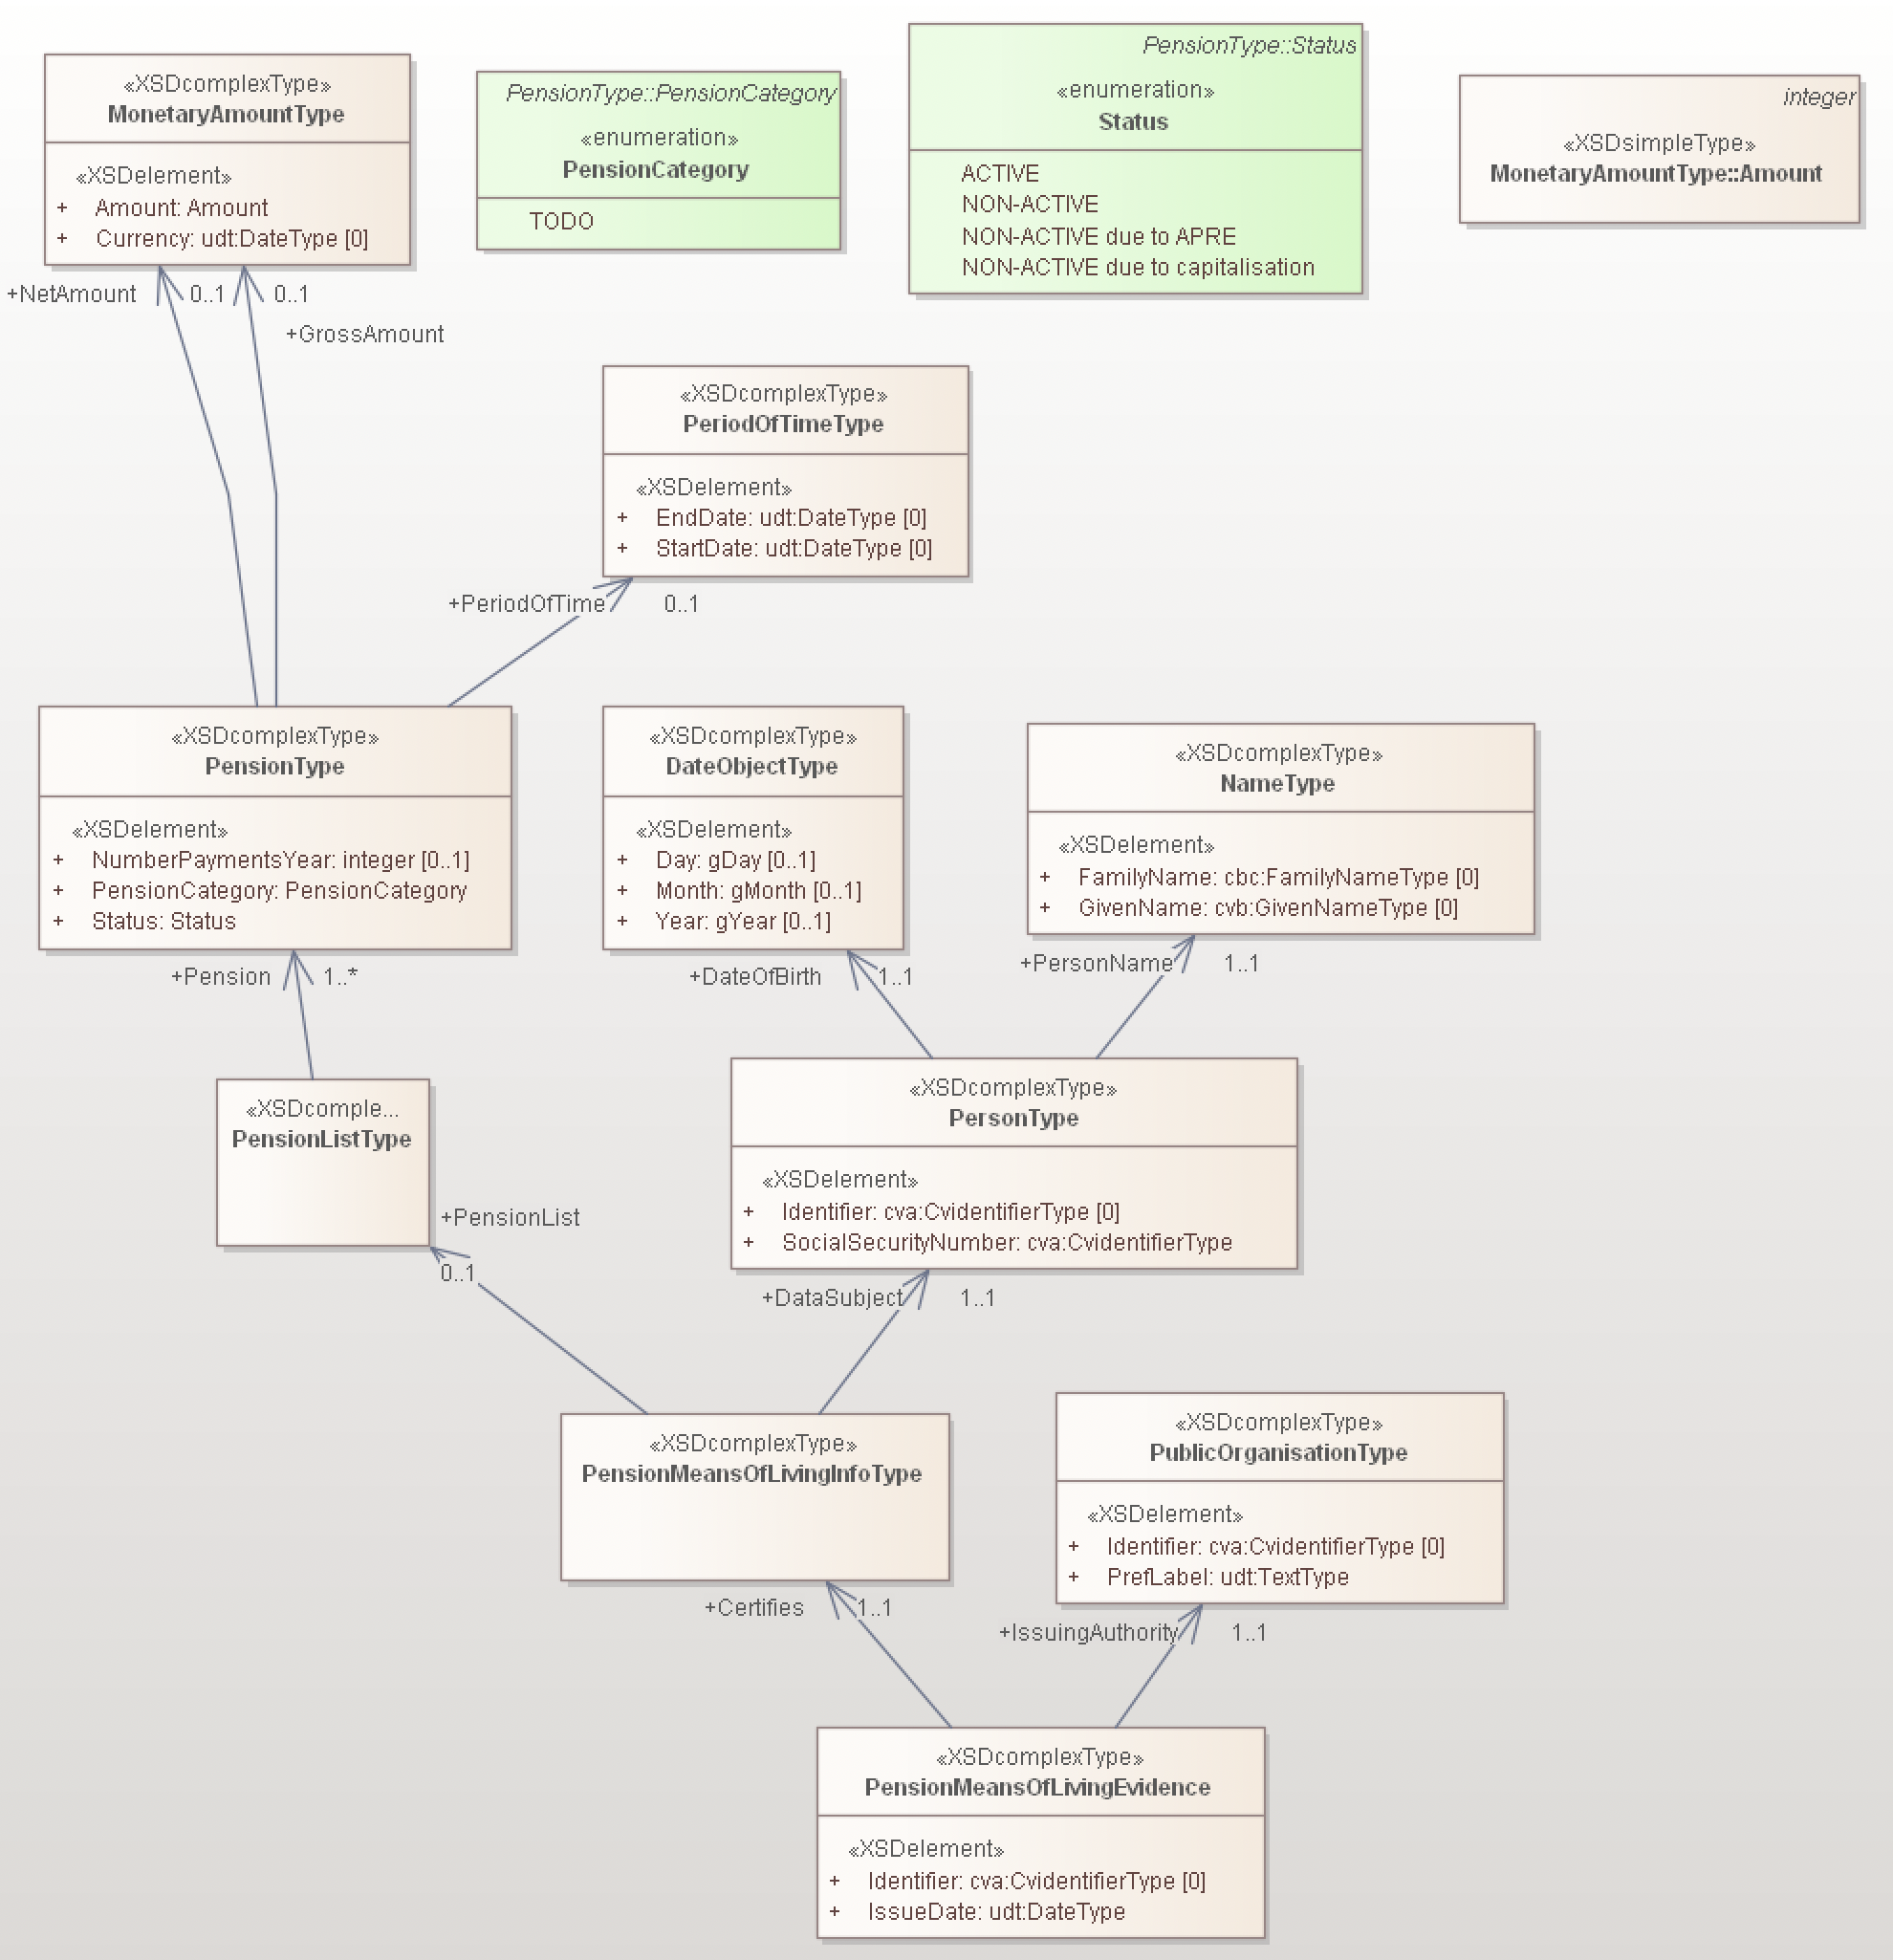 «XSDcomplexType»
MonetaryAmountType
«XSDelement»
+ Amount: Amount
+ Currency: udt:DateType [0]
PensionType::PensionCategory
«enumeration»
PensionCategory
TODO
PensionType::Status
«enumeration»
Status
ACTIVE
NON-ACTIVE
NON-ACTIVE due to APRE
NON-ACTIVE due to capitalisation
integer
«XSDsimpleType»
MonetaryAmountType::Amount
+NetAmount 0..1 0..1
+GrossAmount
«XSDcomplexType»
PeriodOfTimeType
«XSDelement»
+ EndDate: udt:DateType [0]
+ StartDate: udt:DateType [0]
+PeriodOfTime 0..1
«XSDcomplexType»
PensionType
«XSDelement»
+ NumberPaymentsYear: integer [0..1]
+ PensionCategory: PensionCategory
+ Status: Status
«XSDcomplexType»
DateObjectType
«XSDelement»
+ Day: gDay [0..1]
+ Month: gMonth [0..1]
+ Year: gYear [0..1]
«XSDcomplexType»
NameType
«XSDelement»
+ FamilyName: cbc:FamilyNameType [0]
+ GivenName: cvb:GivenNameType [0]
+Pension 1..*
+DateOfBirth 1..1
+PersonName 1..1
«XSDcomple...
PensionListType
«XSDcomplexType»
PersonType
«XSDelement»
+ Identifier: cva:CvidentifierType [0]
+ SocialSecurityNumber: cva:CvidentifierType
+PensionList
0..1
+DataSubject 1..1
«XSDcomplexType»
PensionMeansOfLivingInfoType
«XSDcomplexType»
PublicOrganisationType
«XSDelement»
+ Identifier: cva:CvidentifierType [0]
+ PrefLabel: udt:TextType
+Certifies 1..1
+IssuingAuthority 1..1
«XSDcomplexType»
PensionMeansOfLivingEvidence
«XSDelement»
+ Identifier: cva:CvidentifierType [0]
+ IssueDate: udt:DateType